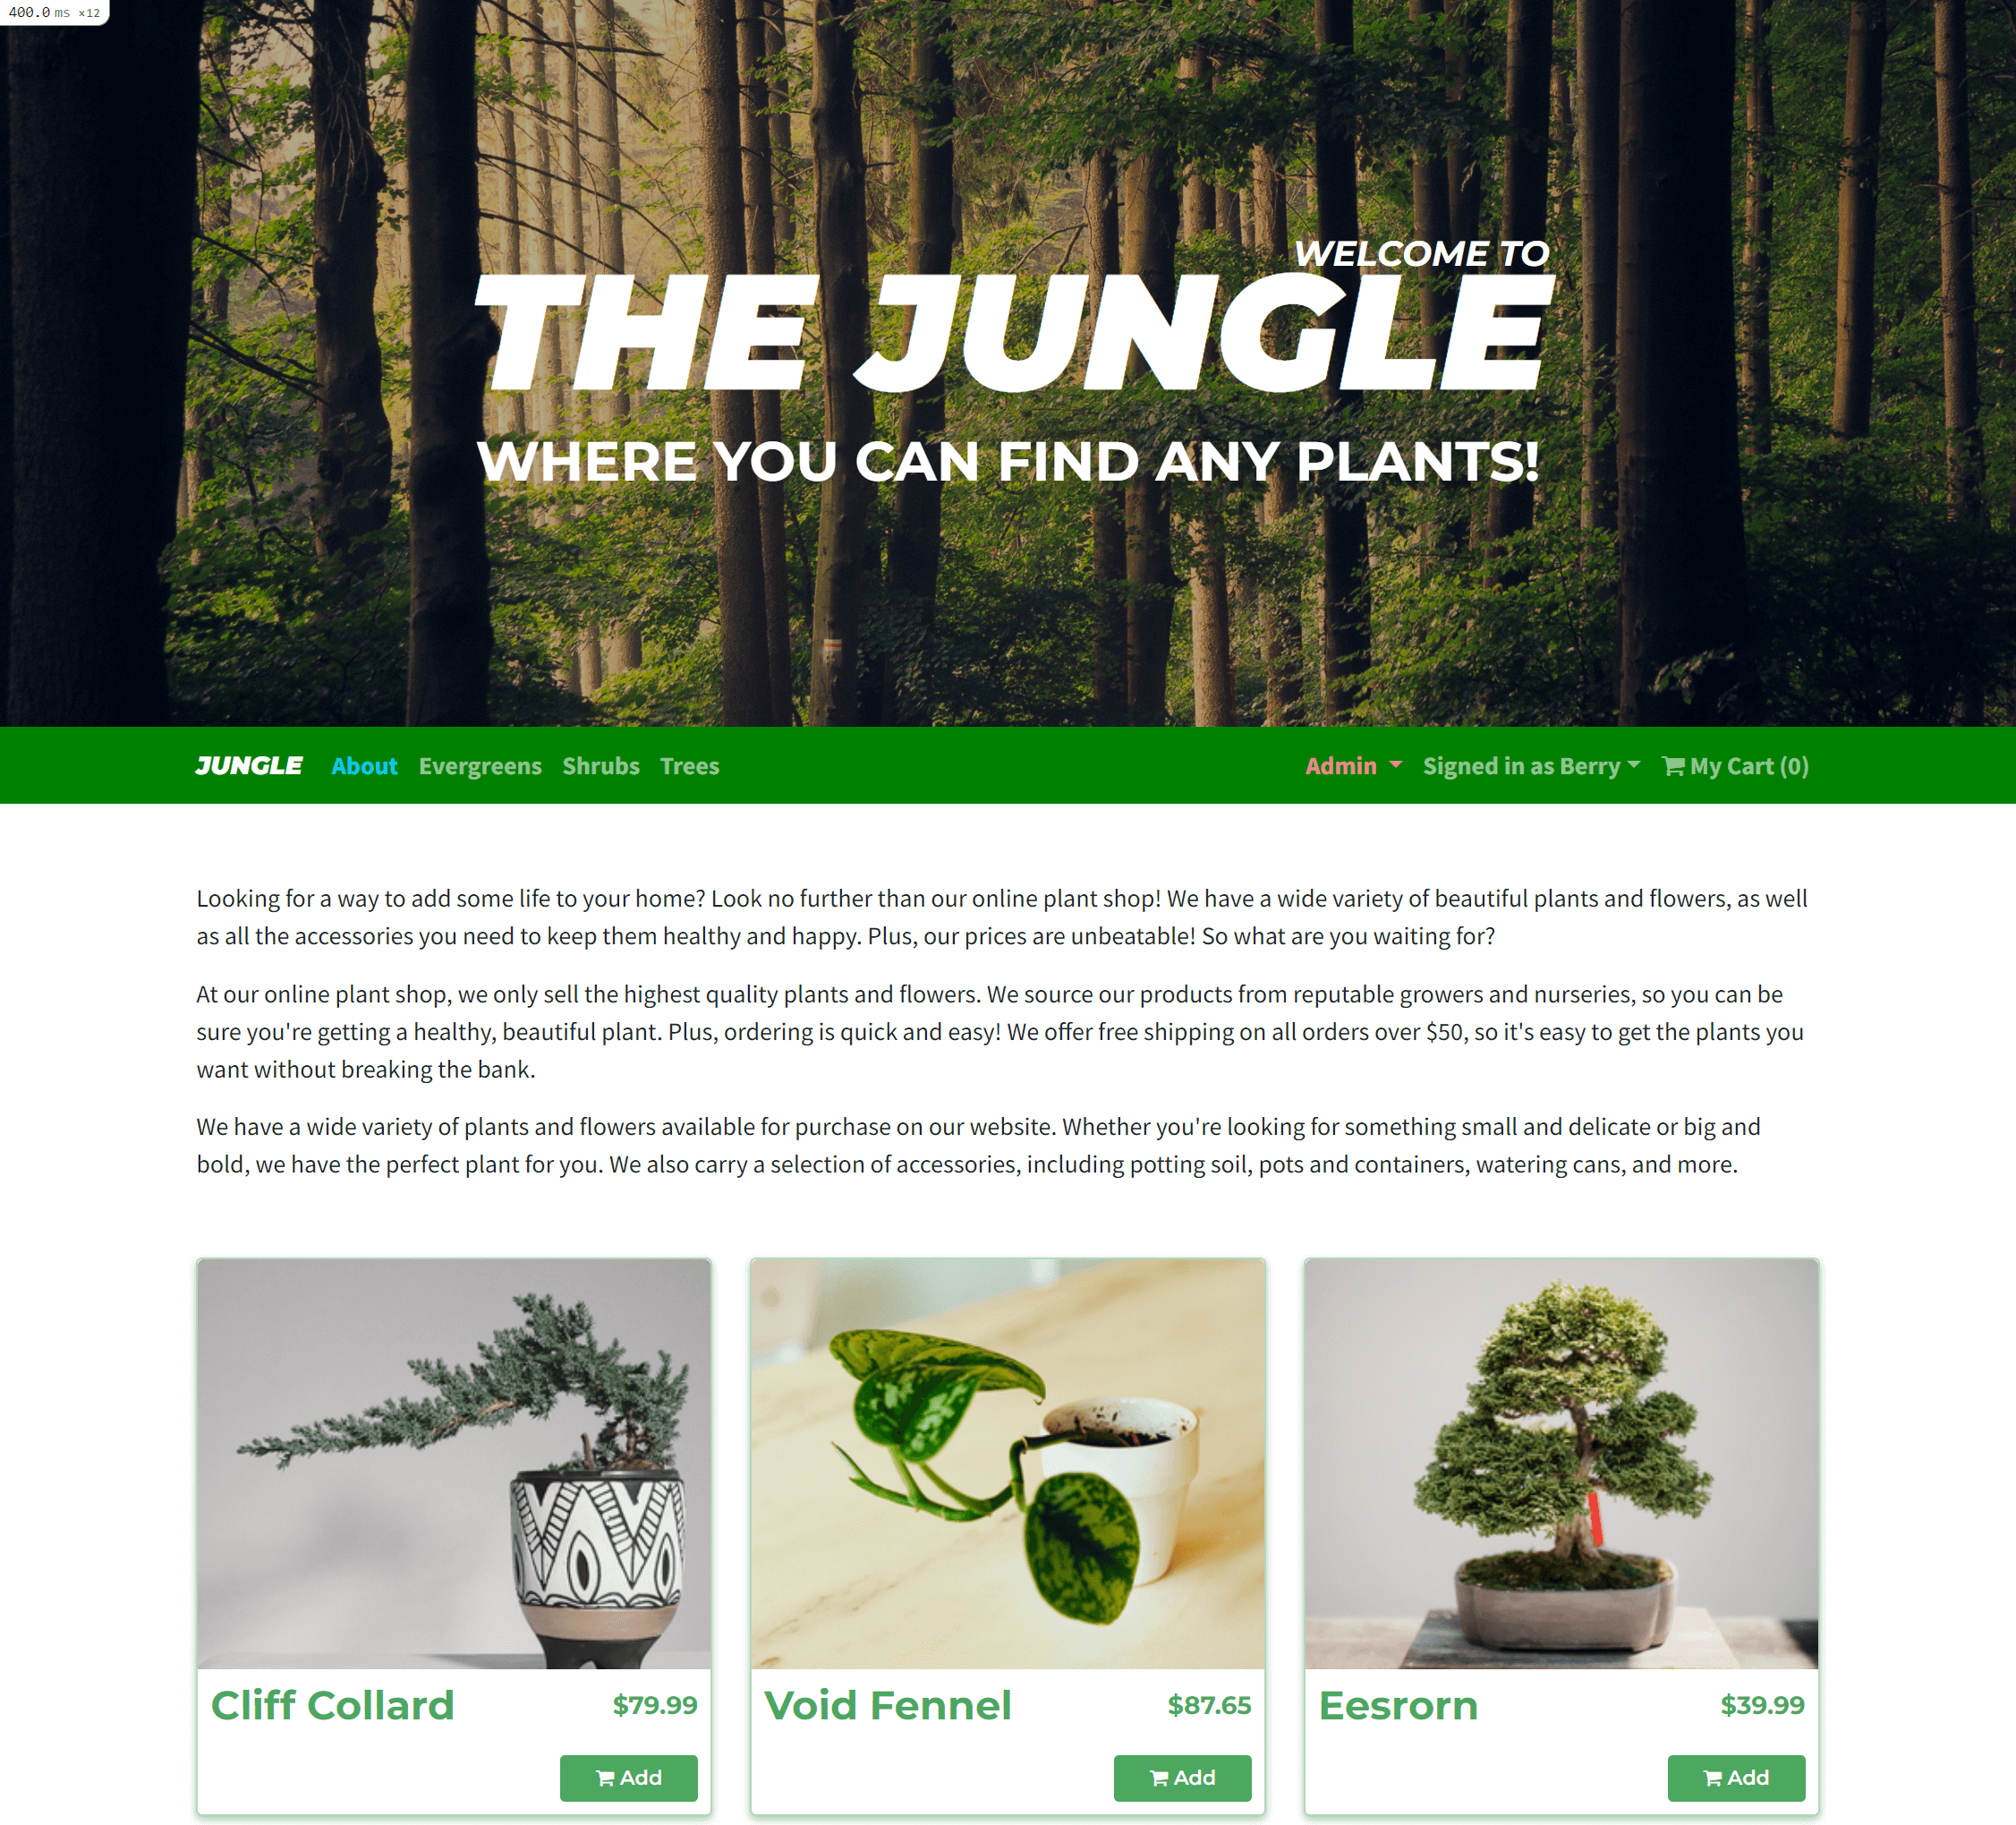 400.0 ms ×12
WELCOME TO
THE JUNGLE
WHERE YOU CAN FIND ANY PLANTS!
JUNGLE About Evergreens Shrubs Trees Admin Signed in as Berry My Cart (0)
Looking for a way to add some life to your home? Look no further than our online plant shop! We have a wide variety of beautiful plants and flowers, as well
as all the accessories you need to keep them healthy and happy. Plus, our prices are unbeatable! So what are you waiting for?
At our online plant shop, we only sell the highest quality plants and flowers. We source our products from reputable growers and nurseries, so you can be
sure you're getting a healthy, beautiful plant. Plus, ordering is quick and easy! We offer free shipping on all orders over $50, so it's easy to get the plants you
want without breaking the bank.
We have a wide variety of plants and flowers available for purchase on our website. Whether you're looking for something small and delicate or big and
bold, we have the perfect plant for you. We also carry a selection of accessories, including potting soil, pots and containers, watering cans, and more.
Cliff Collard $79.99
Add
Void Fennel $87.65
Add
Eesrorn $39.99
Add